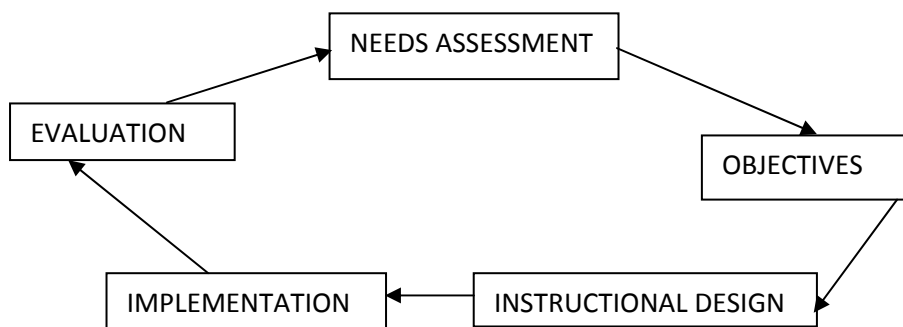 NEEDS ASSESSMENT
EVALUATION
OBJECTIVES
IMPLEMENTATION
INSTRUCTIONAL DESIGN